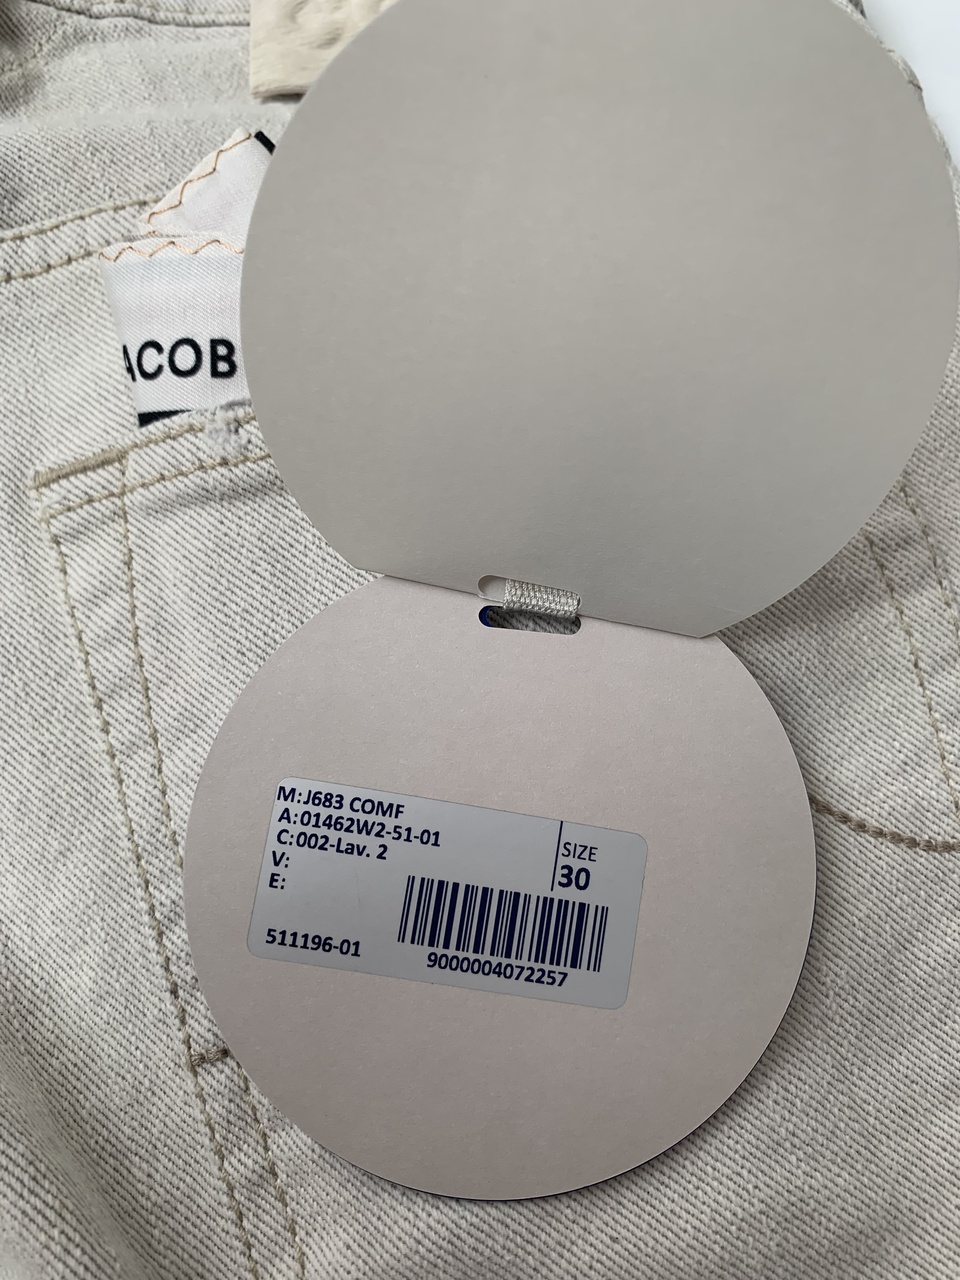 ACOB
M:J683 COMF
A:01462W2-51-01
C:002-Lav. 2
V:
E:
SIZE
30
511196-01
9000004072257